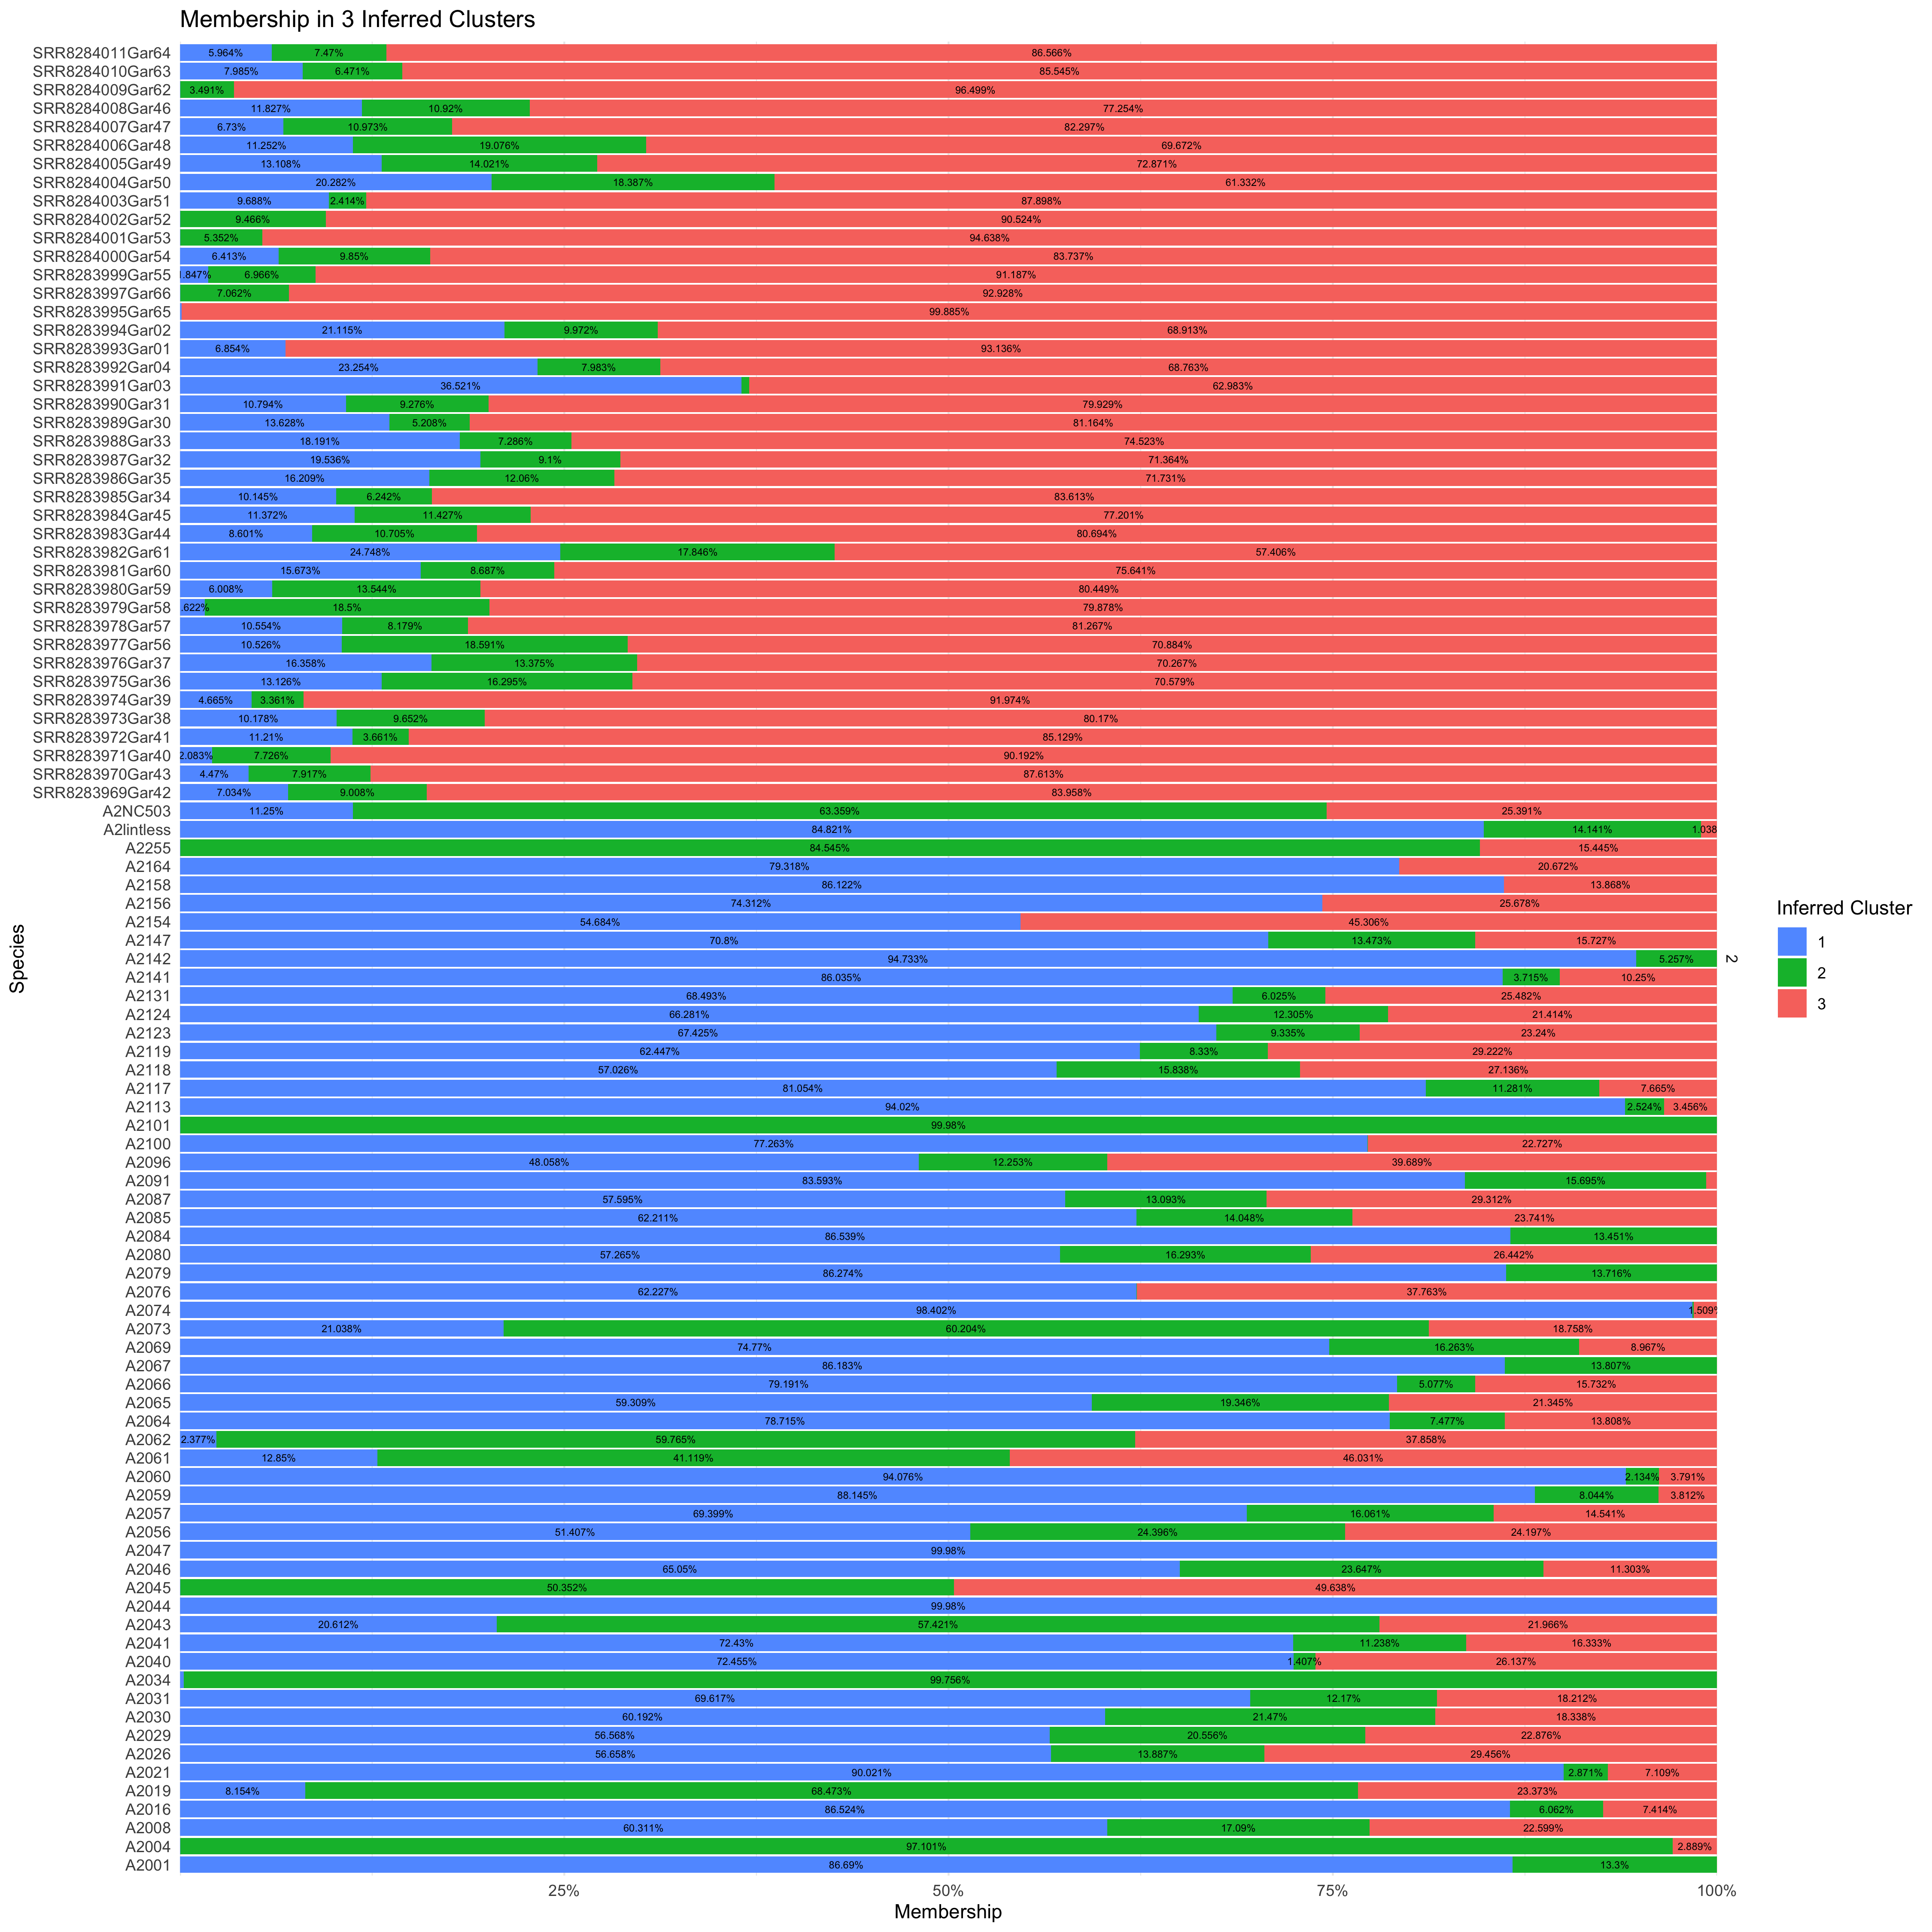 Membership in 3 Inferred Clusters
SRR8284011Gar64 5.964% 7.47% 86.566%
SRR8284010Gar63 7.985% 6.471% 85.545%
SRR8284009Gar62 3.491% 96.499%
SRR8284008Gar46 11.827% 10.92% 77.254%
SRR8284007Gar47 6.73% 10.973% 82.297%
SRR8284006Gar48 11.252% 19.076% 69.672%
SRR8284005Gar49 13.108% 14.021% 72.871%
SRR8284004Gar50 20.282% 18.387% 61.332%
SRR8284003Gar51 9.688% 2.414% 87.898%
SRR8284002Gar52 9.466% 90.524%
SRR8284001Gar53 5.352% 94.638%
SRR8284000Gar54 6.413% 9.85% 83.737%
SRR8283999Gar55 .847% 6.966% 91.187%
SRR8283997Gar66 7.062% 92.928%
SRR8283995Gar65 99.885%
SRR8283994Gar02 21.115% 9.972% 68.913%
SRR8283993Gar01 6.854% 93.136%
SRR8283992Gar04 23.254% 7.983% 68.763%
SRR8283991Gar03 36.521% 62.983%
SRR8283990Gar31 10.794% 9.276% 79.929%
SRR8283989Gar30 13.628% 5.208% 81.164%
SRR8283988Gar33 18.191% 7.286% 74.523%
SRR8283987Gar32 19.536% 9.1% 71.364%
SRR8283986Gar35 16.209% 12.06% 71.731%
SRR8283985Gar34 10.145% 6.242% 83.613%
SRR8283984Gar45 11.372% 11.427% 77.201%
SRR8283983Gar44 8.601% 10.705% 80.694%
SRR8283982Gar61 24.748% 17.846% 57.406%
SRR8283981Gar60 15.673% 8.687% 75.641%
SRR8283980Gar59 6.008% 13.544% 80.449%
SRR8283979Gar58 .622% 18.5% 79.878%
SRR8283978Gar57 10.554% 8.179% 81.267%
SRR8283977Gar56 10.526% 18.591% 70.884%
SRR8283976Gar37 16.358% 13.375% 70.267%
SRR8283975Gar36 13.126% 16.295% 70.579%
SRR8283974Gar39 4.665% 3.361% 91.974%
SRR8283973Gar38 10.178% 9.652% 80.17%
SRR8283972Gar41 11.21% 3.661% 85.129%
SRR8283971Gar40 2.083% 7.726% 90.192%
SRR8283970Gar43 4.47% 7.917% 87.613%
SRR8283969Gar42 7.034% 9.008% 83.958%
A2NC503 11.25% 63.359% 25.391%
A2lintless 84.821% 14.141% 1.038
A2255 84.545% 15.445%
A2164 79.318% 20.672%
A2158 86.122% 13.868%
A2156 74.312% 25.678%
A2154 54.684% 45.306%
A2147 70.8% 13.473% 15.727%
A2142 94.733% 5.257%
A2141 86.035% 3.715% 10.25%
A2131 68.493% 6.025% 25.482%
A2124 66.281% 12.305% 21.414%
A2123 67.425% 9.335% 23.24%
A2119 62.447% 8.33% 29.222%
A2118 57.026% 15.838% 27.136%
A2117 81.054% 11.281% 7.665%
A2113 94.02% 2.524% 3.456%
A2101 99.98%
A2100 77.263% 22.727%
A2096 48.058% 12.253% 39.689%
A2091 83.593% 15.695%
A2087 57.595% 13.093% 29.312%
A2085 62.211% 14.048% 23.741%
A2084 86.539% 13.451%
A2080 57.265% 16.293% 26.442%
A2079 86.274% 13.716%
A2076 62.227% 37.763%
A2074 98.402% 1.509%
A2073 21.038% 60.204% 18.758%
A2069 74.77% 16.263% 8.967%
A2067 86.183% 13.807%
A2066 79.191% 5.077% 15.732%
A2065 59.309% 19.346% 21.345%
A2064 78.715% 7.477% 13.808%
A2062 2.377% 59.765% 37.858%
A2061 12.85% 41.119% 46.031%
A2060 94.076% 2.134% 3.791%
A2059 88.145% 8.044% 3.812%
A2057 69.399% 16.061% 14.541%
A2056 51.407% 24.396% 24.197%
A2047 99.98%
A2046 65.05% 23.647% 11.303%
A2045 50.352% 49.638%
A2044 99.98%
A2043 20.612% 57.421% 21.966%
A2041 72.43% 11.238% 16.333%
A2040 72.455% 1.407% 26.137%
A2034 99.756%
A2031 69.617% 12.17% 18.212%
A2030 60.192% 21.47% 18.338%
A2029 56.568% 20.556% 22.876%
A2026 56.658% 13.887% 29.456%
A2021 90.021% 2.871% 7.109%
A2019 8.154% 68.473% 23.373%
A2016 86.524% 6.062% 7.414%
A2008 60.311% 17.09% 22.599%
A2004 97.101% 2.889%
A2001 86.69% 13.3%
25% 50% 75% 100%
Membership
Species
2
Inferred Cluster
1
2
3